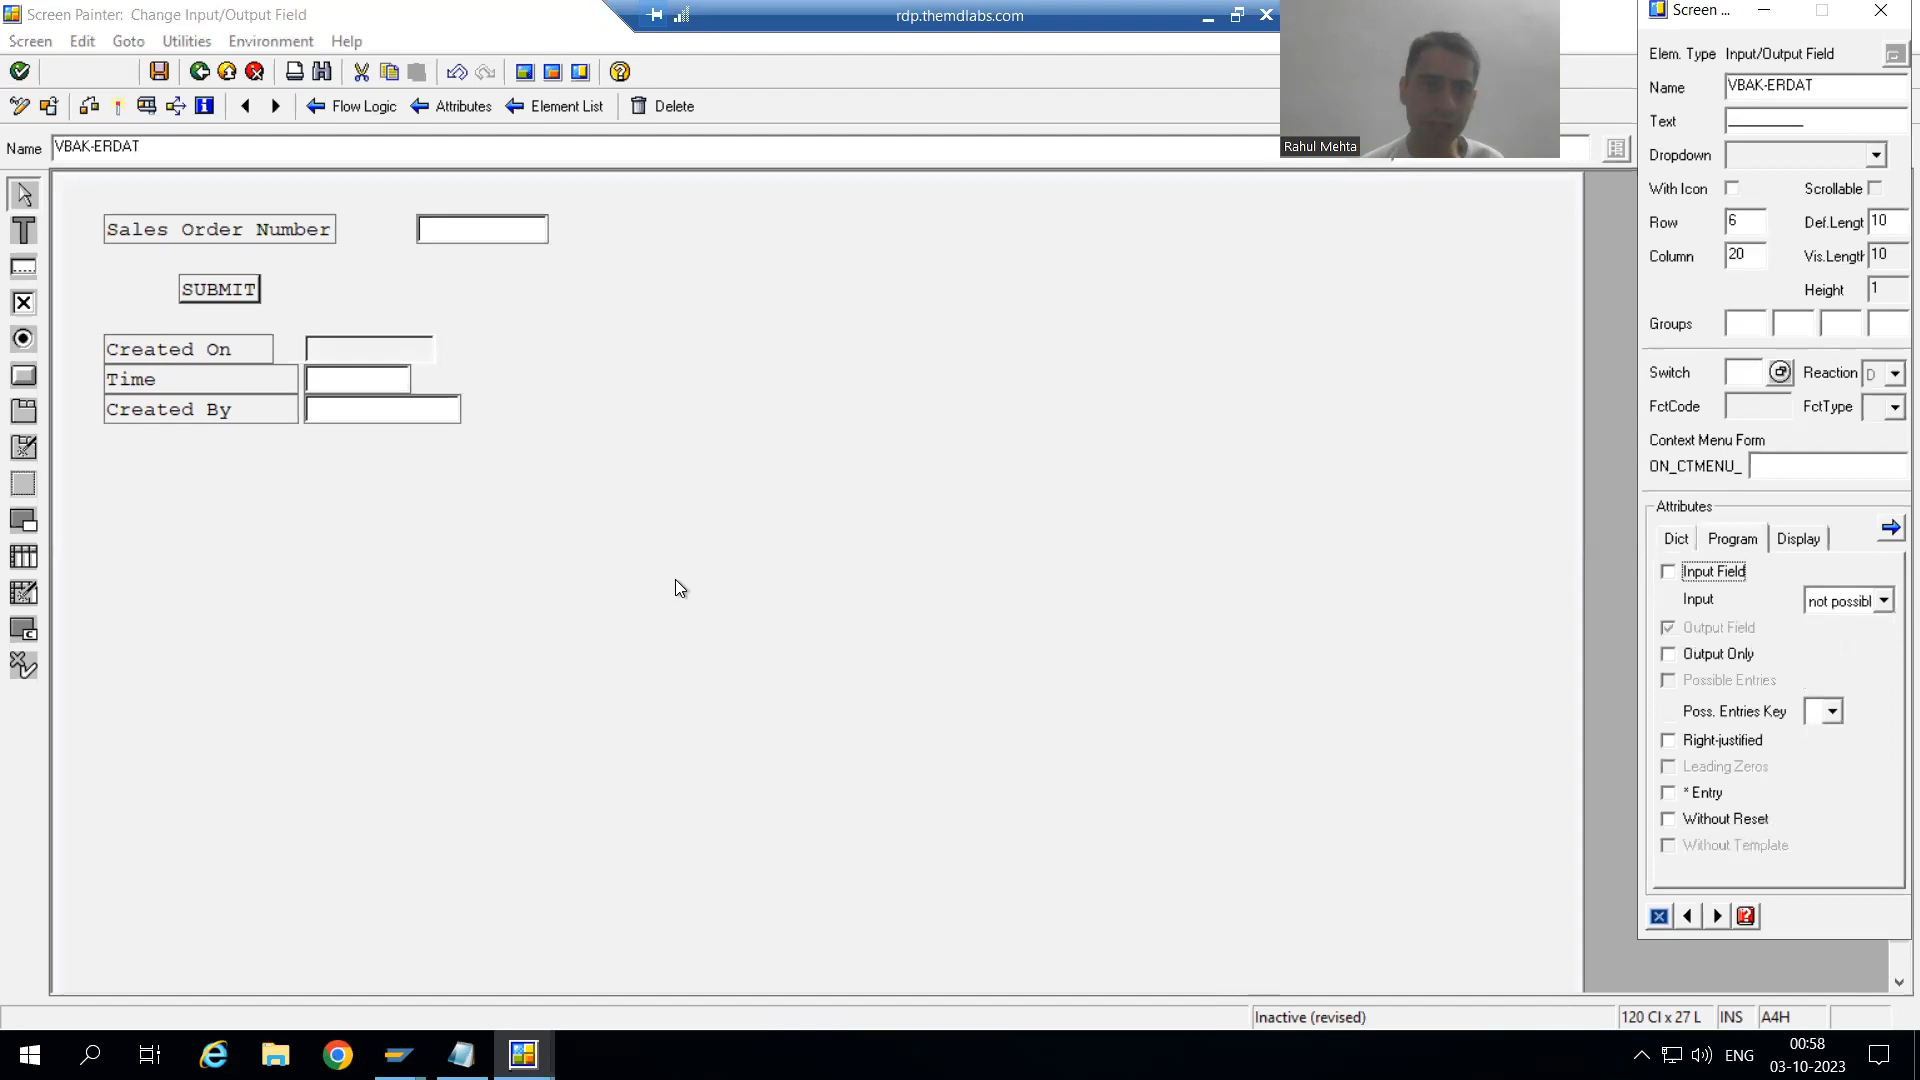 Screen Painter: Change Input/Output Field
rdp.themdlabs.com
Screen ...
Screen Edit Goto Utilities Environment Help
Flow Logic Attributes Element List Delete
Name VBAK-ERDAT
Rahul Mehta
Sales Order Number
SUBMIT
Created On
Time
Created By
Elem. Type Input/Output Field
Name VBAK-ERDAT
Text __________
Dropdown
With Icon Scrollable
Row 6 Def.Lengt 10
Column 20 Vis.Length 10
Height 1
Groups
Switch Reaction D
FctCode FctType
Context Menu Form
ON_CTMENU_
Attributes
Dict Program Display
Input Field
Input not possibl
Output Field
Output Only
Possible Entries
Poss. Entries Key
Right-justified
Leading Zeros
* Entry
Without Reset
Without Template
Inactive (revised) 120 Cl x 27 L INS A4H
ENG
00:58
03-10-2023